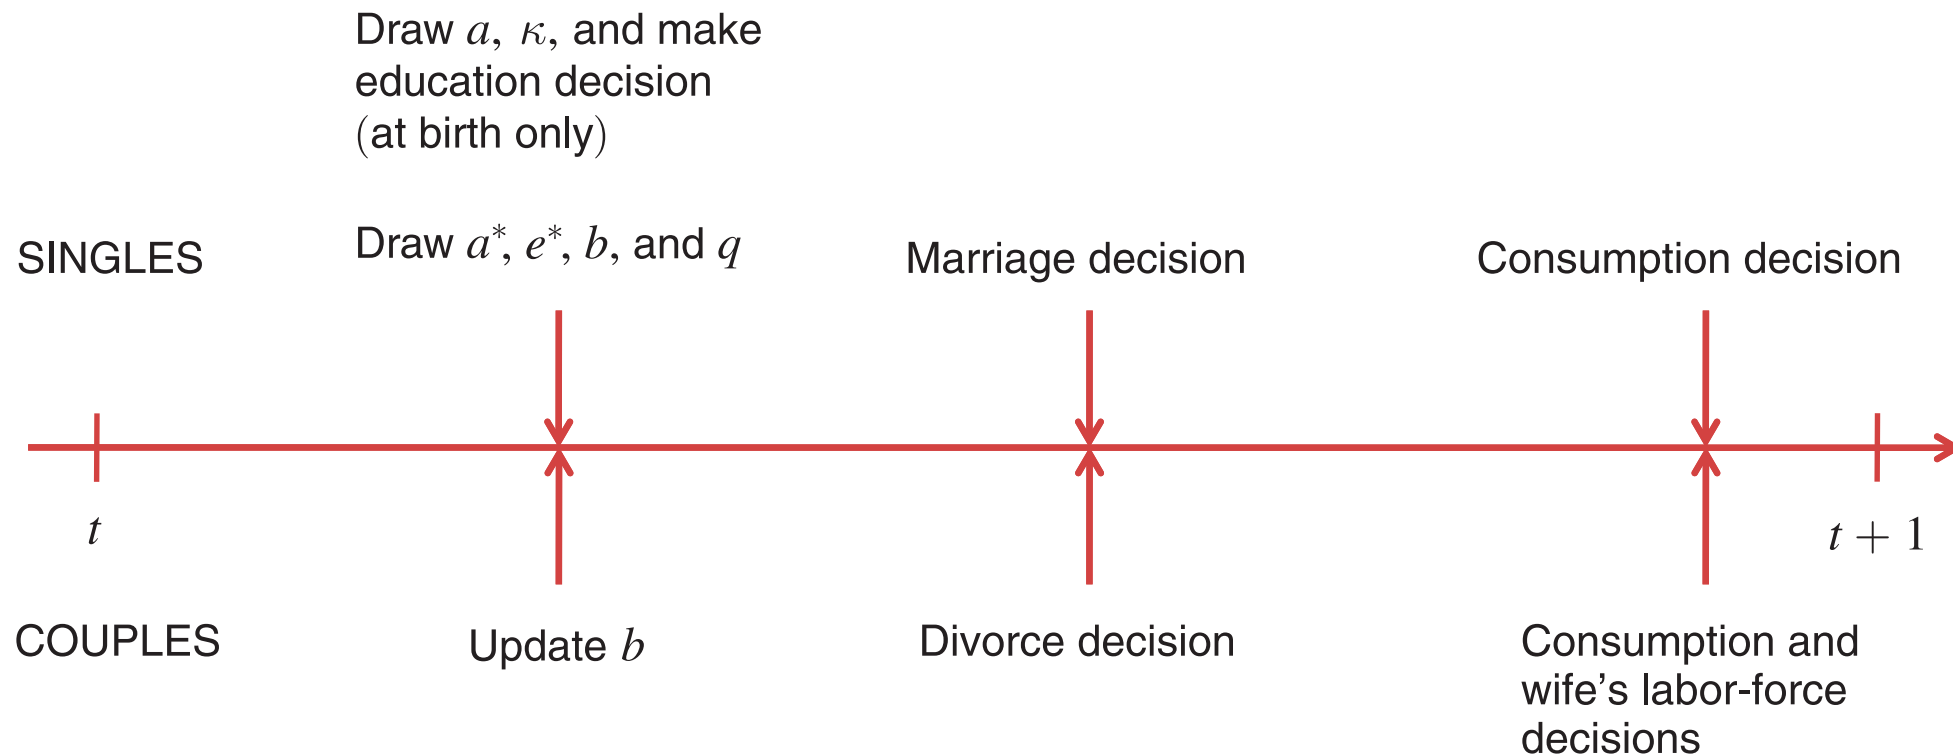 Draw a, κ, and make
education decision
(at birth only)
SINGLES
Draw a*, e*, b, and q
Marriage decision
Consumption decision
t
t + 1
COUPLES
Update b
Divorce decision
Consumption and
wife's labor-force
decisions